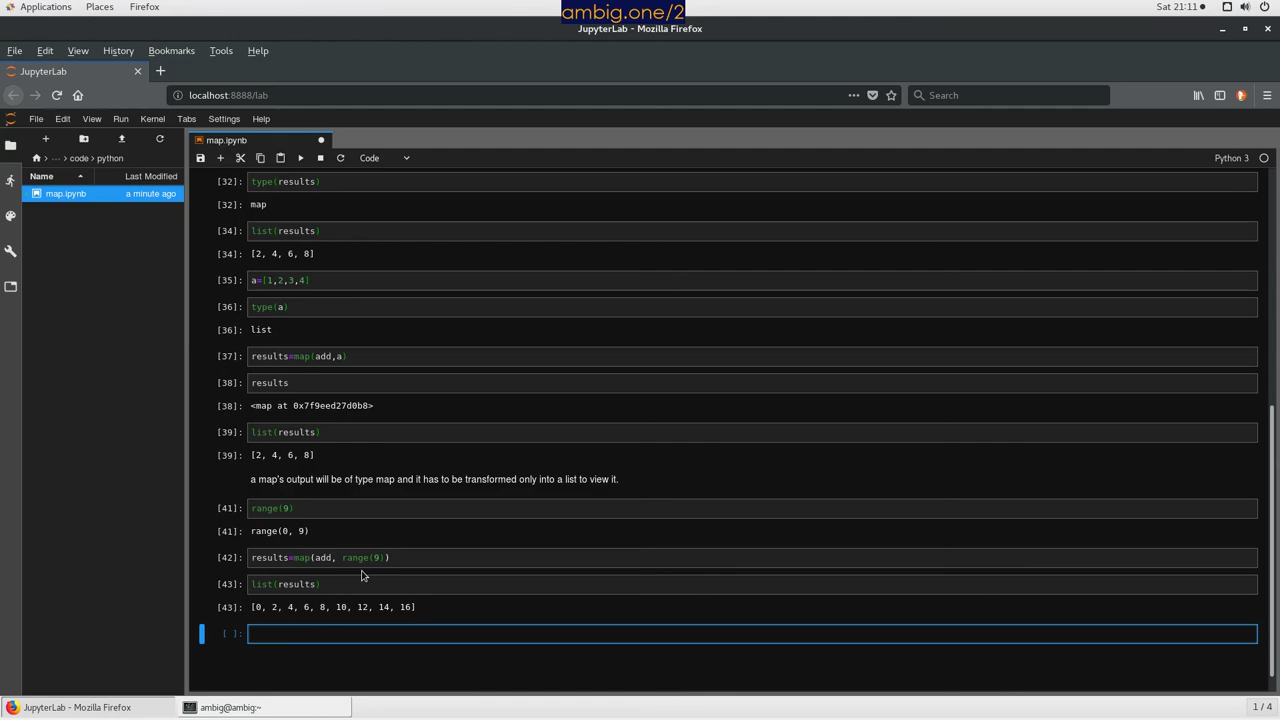 Applications Places Firefox
ambig.one/2
Sat 21:11
JupyterLab - Mozilla Firefox
File Edit View History Bookmarks Tools Help
JupyterLab
localhost:8888/lab
Search
File Edit View Run Kernel Tabs Settings Help
map.ipynb
… code python
Code
Python 3
Name Last Modified
map.ipynb a minute ago
[32]: type(results)
[32]: map
[34]: list(results)
[34]: [2, 4, 6, 8]
[35]: a=[1,2,3,4]
[36]: type(a)
[36]: list
[37]: results=map(add,a)
[38]: results
[38]: <map at 0x7f9eed27d0b8>
[39]: list(results)
[39]: [2, 4, 6, 8]
a map's output will be of type map and it has to be transformed only into a list to view it.
[41]: range(9)
[41]: range(0, 9)
[42]: results=map(add, range(9))
[43]: list(results)
[43]: [0, 2, 4, 6, 8, 10, 12, 14, 16]
[ ]:
JupyterLab - Mozilla Firefox
ambig@ambig:~
1 / 4